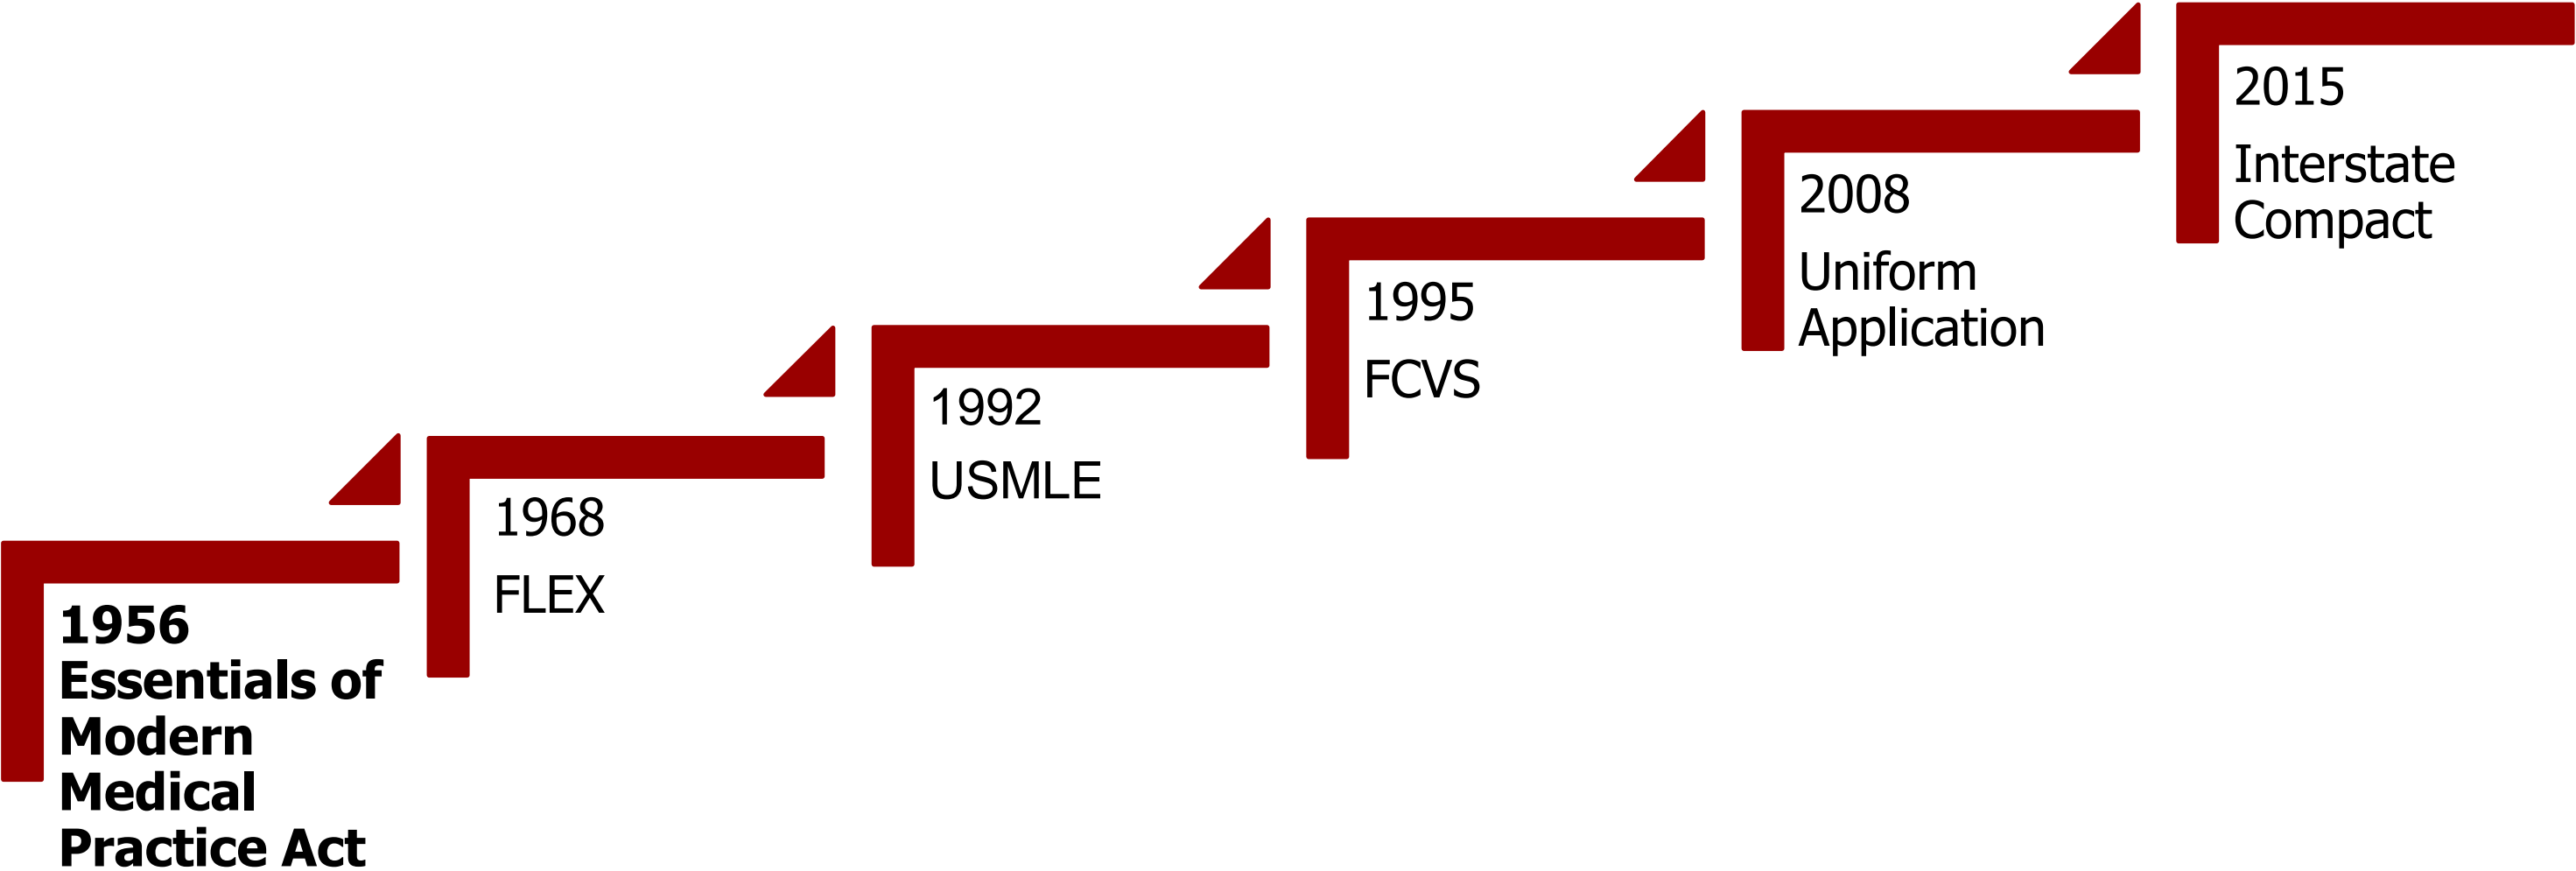 1956
Essentials of
Modern
Medical
Practice Act
1968
FLEX
1992
USMLE
1995
FCVS
2008
Uniform
Application
2015
Interstate
Compact